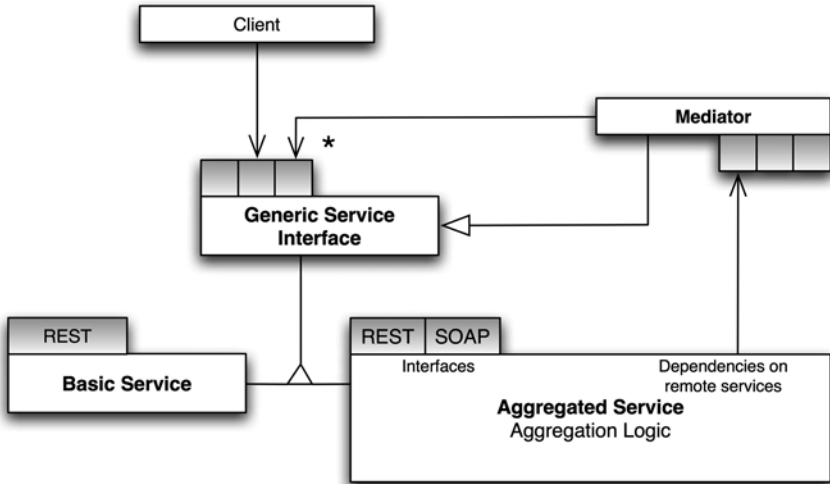 Client
Mediator
*
Generic Service
Interface
REST
REST
SOAP
Interfaces
Dependencies on
remote services
Basic Service
Aggregated Service
Aggregation Logic